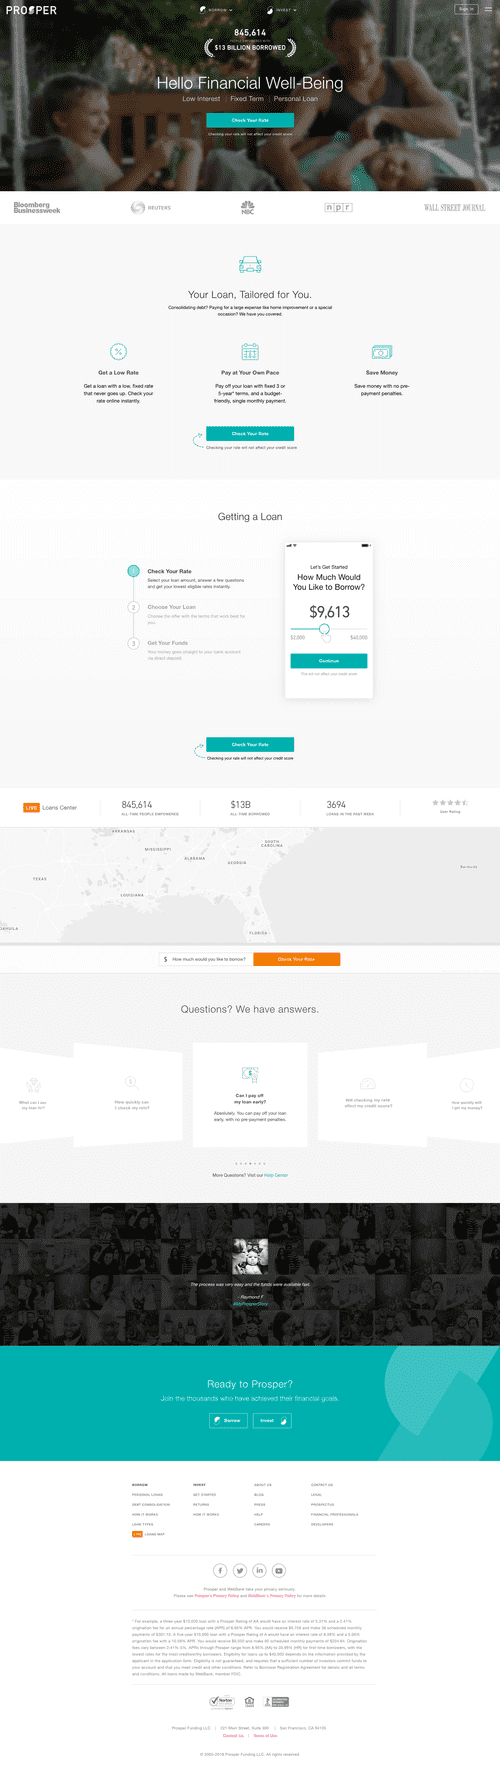 PROSPER
BORROW
INVEST
Sign In
845,614
PEOPLE EMPOWERED WITH
$13 BILLION BORROWED
Hello Financial Well-Being
Low Interest | Fixed Term | Personal Loan
Check Your Rate
Checking your rate will not affect your credit score
Bloomberg
Businessweek
REUTERS
NBC
npr
WALL STREET JOURNAL
Your Loan, Tailored for You.
Consolidating debt? Paying for a large expense like home improvement or a special
occasion? We have you covered.
Get a Low Rate
Get a loan with a low, fixed rate
that never goes up. Check your
rate online instantly.
Pay at Your Own Pace
Pay off your loan with fixed 3 or
5-year* terms, and a budget-
friendly, single monthly payment.
Save Money
Save money with no pre-
payment penalties.
Check Your Rate
Checking your rate will not affect your credit score
Getting a Loan
1
Check Your Rate
Select your loan amount, answer a few questions
and get your lowest eligible rates instantly.
2
Choose Your Loan
Choose the offer with the terms that work best for
you.
3
Get Your Funds
Your money goes straight to your bank account
via direct deposit.
Let's Get Started
How Much Would
You Like to Borrow?
$9,613
$2,000
$40,000
Continue
This will not affect your credit score
Check Your Rate
Checking your rate will not affect your credit score
LIVE Loans Center
845,614
ALL-TIME PEOPLE EMPOWERED
$13B
ALL-TIME BORROWED
3694
LOANS IN THE PAST WEEK
User Rating
ARKANSAS
MISSISSIPPI
ALABAMA
GEORGIA
SOUTH
CAROLINA
TEXAS
LOUISIANA
FLORIDA
Bermuda
$ How much would you like to borrow?
Check Your Rate
Questions? We have answers.
What can I use
my loan for?
How quickly can
I check my rate?
Can I pay off
my loan early?
Absolutely. You can pay off your loan
early, with no pre-payment penalties.
Will checking my rate
affect my credit score?
How quickly will
I get my money?
More Questions? Visit our Help Center
The process was very easy and the funds were available fast.
- Raymond F
#MyProsperStory
Ready to Prosper?
Join the thousands who have achieved their financial goals.
Borrow
Invest
BORROW
PERSONAL LOANS
DEBT CONSOLIDATION
HOW IT WORKS
LOAN TYPES
LIVE LOANS MAP
INVEST
GET STARTED
RETURNS
HOW IT WORKS
ABOUT US
BLOG
PRESS
HELP
CAREERS
CONTACT US
LEGAL
PROSPECTUS
FINANCIAL PROFESSIONALS
DEVELOPERS
Prosper and WebBank take your privacy seriously.
Please see Prosper's Privacy Policy and WebBank's Privacy Policy for more details.
Norton
Prosper Funding LLC | 221 Main Street, Suite 300 | San Francisco, CA 94105
Contact Us | Terms of Use
© 2005-2018 Prosper Funding LLC. All rights reserved.